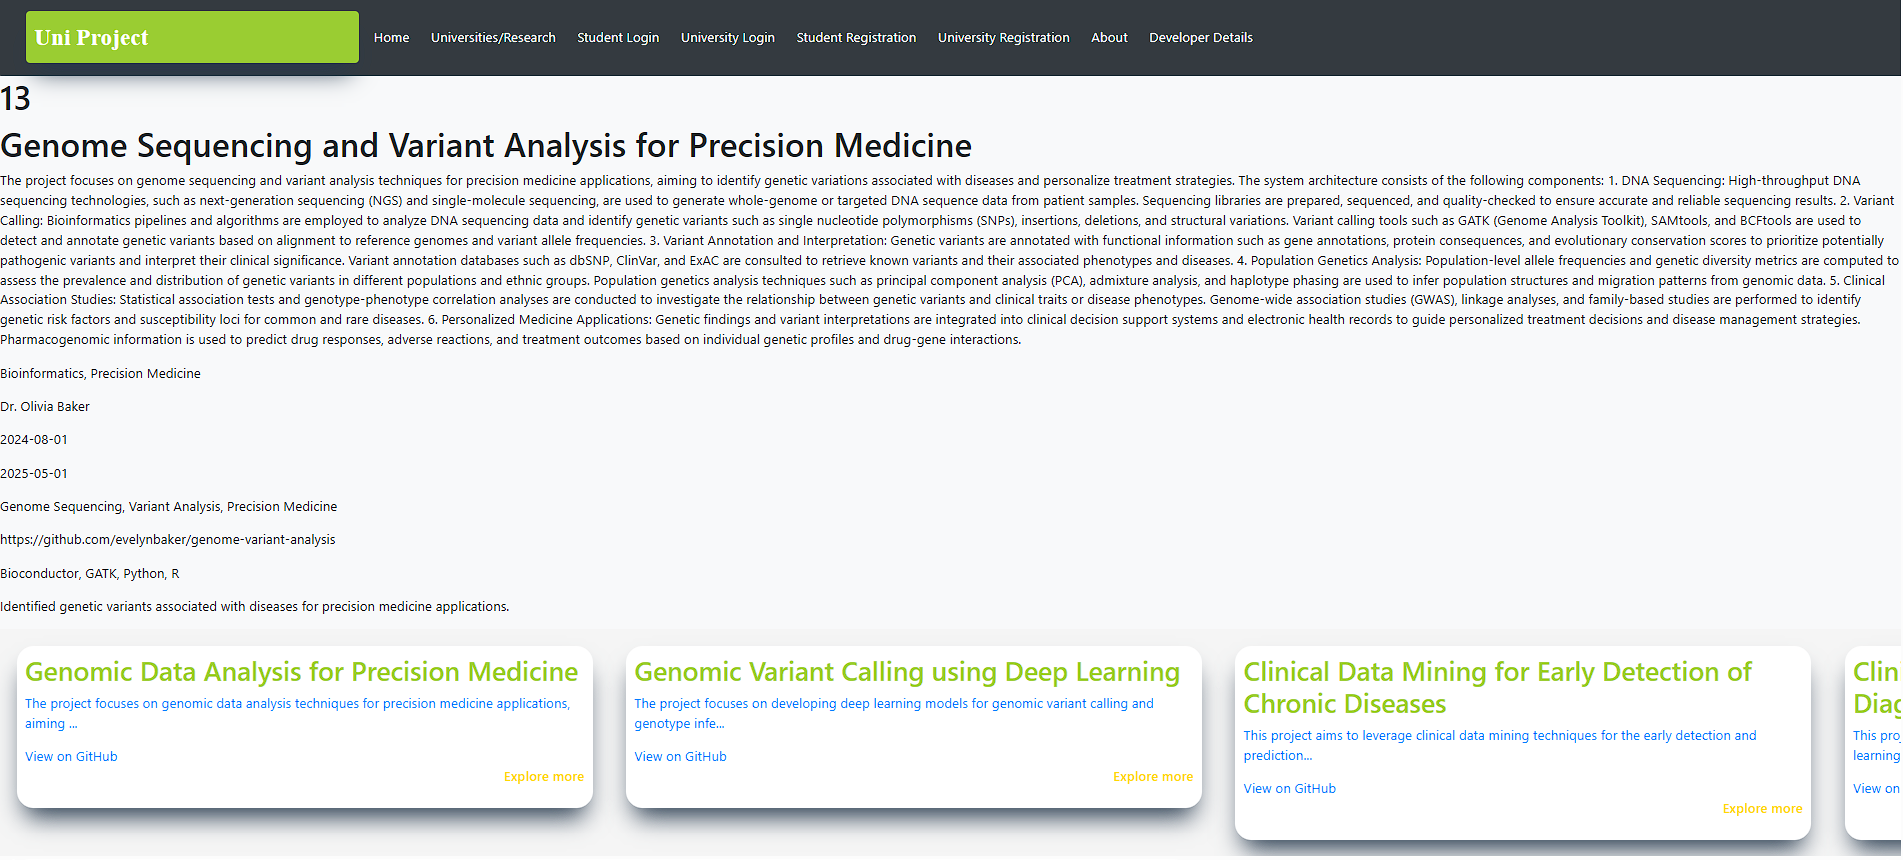 Uni Project
Home Universities/Research Student Login University Login Student Registration University Registration About Developer Details
13
Genome Sequencing and Variant Analysis for Precision Medicine
The project focuses on genome sequencing and variant analysis techniques for precision medicine applications, aiming to identify genetic variations associated with diseases and personalize treatment strategies. The system architecture consists of the following components: 1. DNA Sequencing: High-throughput DNA
sequencing technologies, such as next-generation sequencing (NGS) and single-molecule sequencing, are used to generate whole-genome or targeted DNA sequence data from patient samples. Sequencing libraries are prepared, sequenced, and quality-checked to ensure accurate and reliable sequencing results. 2. Variant
Calling: Bioinformatics pipelines and algorithms are employed to analyze DNA sequencing data and identify genetic variants such as single nucleotide polymorphisms (SNPs), insertions, deletions, and structural variations. Variant calling tools such as GATK (Genome Analysis Toolkit), SAMtools, and BCFtools are used to
detect and annotate genetic variants based on alignment to reference genomes and variant allele frequencies. 3. Variant Annotation and Interpretation: Genetic variants are annotated with functional information such as gene annotations, protein consequences, and evolutionary conservation scores to prioritize potentially
pathogenic variants and interpret their clinical significance. Variant annotation databases such as dbSNP, ClinVar, and ExAC are consulted to retrieve known variants and their associated phenotypes and diseases. 4. Population Genetics Analysis: Population-level allele frequencies and genetic diversity metrics are computed to
assess the prevalence and distribution of genetic variants in different populations and ethnic groups. Population genetics analysis techniques such as principal component analysis (PCA), admixture analysis, and haplotype phasing are used to infer population structures and migration patterns from genomic data. 5. Clinical
Association Studies: Statistical association tests and genotype-phenotype correlation analyses are conducted to investigate the relationship between genetic variants and clinical traits or disease phenotypes. Genome-wide association studies (GWAS), linkage analyses, and family-based studies are performed to identify
genetic risk factors and susceptibility loci for common and rare diseases. 6. Personalized Medicine Applications: Genetic findings and variant interpretations are integrated into clinical decision support systems and electronic health records to guide personalized treatment decisions and disease management strategies.
Pharmacogenomic information is used to predict drug responses, adverse reactions, and treatment outcomes based on individual genetic profiles and drug-gene interactions.
Bioinformatics, Precision Medicine
Dr. Olivia Baker
2024-08-01
2025-05-01
Genome Sequencing, Variant Analysis, Precision Medicine
https://github.com/evelynbaker/genome-variant-analysis
Bioconductor, GATK, Python, R
Identified genetic variants associated with diseases for precision medicine applications.
Genomic Data Analysis for Precision Medicine
The project focuses on genomic data analysis techniques for precision medicine applications,
aiming ...
View on GitHub
Explore more
Genomic Variant Calling using Deep Learning
The project focuses on developing deep learning models for genomic variant calling and
genotype infe...
View on GitHub
Explore more
Clinical Data Mining for Early Detection of
Chronic Diseases
This project aims to leverage clinical data mining techniques for the early detection and
prediction...
View on GitHub
Explore more
Clin
Diag
This proj
learning
View on